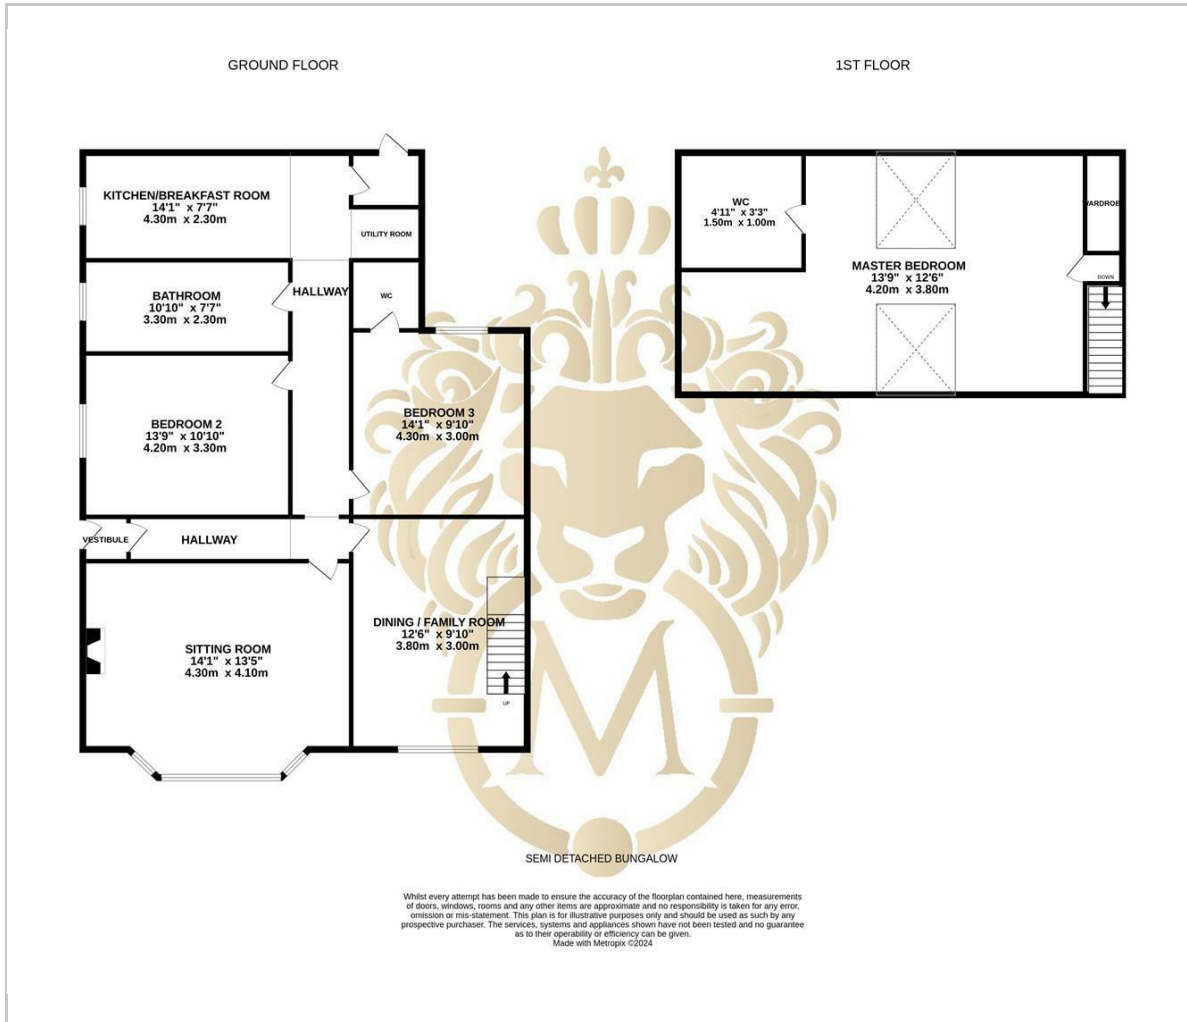 GROUND FLOOR
1ST FLOOR
KITCHEN/BREAKFAST ROOM
14'1" x 7'7"
4.30m x 2.30m
UTILITY ROOM
BATHROOM
10'10" x 7'7"
3.30m x 2.30m
HALLWAY
WC
BEDROOM 2
13'9" x 10'10"
4.20m x 3.30m
BEDROOM 3
14'1" x 9'10"
4.30m x 3.00m
VESTIBULE
HALLWAY
SITTING ROOM
14'1" x 13'5"
4.30m x 4.10m
DINING / FAMILY ROOM
12'6" x 9'10"
3.80m x 3.00m
UP
WC
4'11" x 3'3"
1.50m x 1.00m
MASTER BEDROOM
13'9" x 12'6"
4.20m x 3.80m
WARDROBE
DOWN
M
SEMI DETACHED BUNGALOW
Whilst every attempt has been made to ensure the accuracy of the floorplan contained here, measurements
of doors, windows, rooms and any other items are approximate and no responsibility is taken for any error,
omission or mis-statement. This plan is for illustrative purposes only and should be used as such by any
prospective purchaser. The services, systems and appliances shown have not been tested and no guarantee
as to their operability or efficiency can be given.
Made with Metropix ©2024